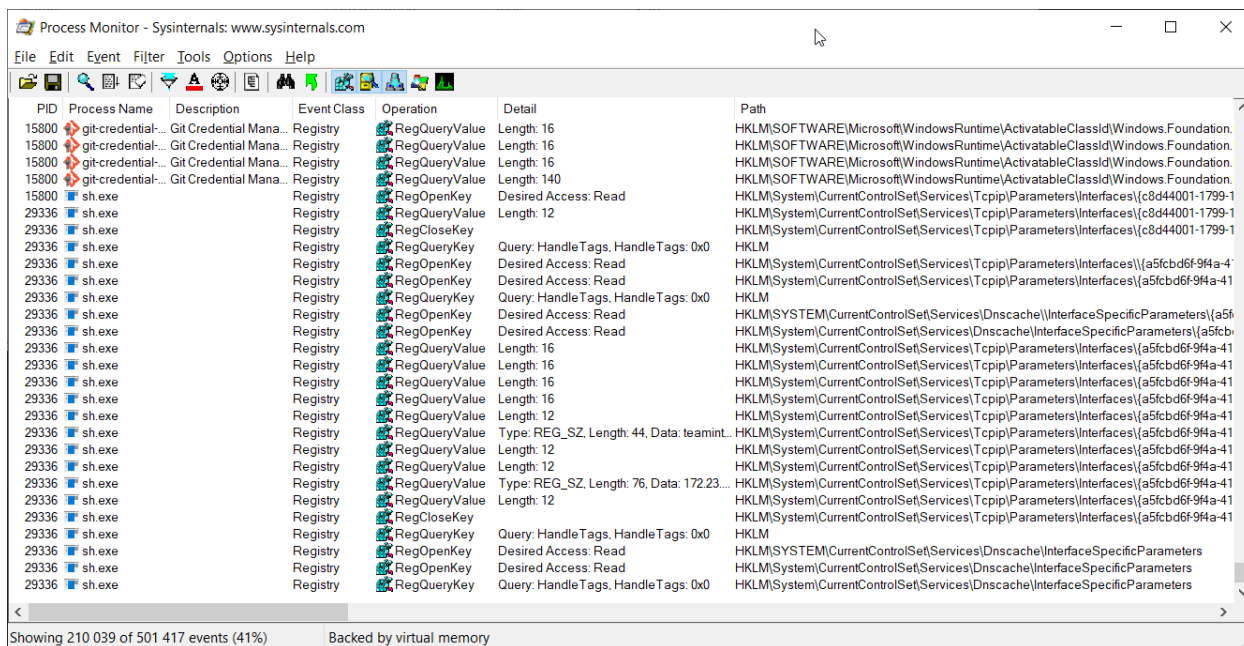 Process Monitor - Sysinternals: www.sysinternals.com
File Edit Event Filter Tools Options Help
PID Process Name Description Event Class Operation Detail Path
15800 git-credential-... Git Credential Mana... Registry RegQueryValue Length: 16 HKLM\SOFTWARE\Microsoft\WindowsRuntime\ActivatableClassId\Windows.Foundation.
15800 git-credential-... Git Credential Mana... Registry RegQueryValue Length: 16 HKLM\SOFTWARE\Microsoft\WindowsRuntime\ActivatableClassId\Windows.Foundation.
15800 git-credential-... Git Credential Mana... Registry RegQueryValue Length: 16 HKLM\SOFTWARE\Microsoft\WindowsRuntime\ActivatableClassId\Windows.Foundation.
15800 git-credential-... Git Credential Mana... Registry RegQueryValue Length: 140 HKLM\SOFTWARE\Microsoft\WindowsRuntime\ActivatableClassId\Windows.Foundation.
15800 sh.exe Registry RegOpenKey Desired Access: Read HKLM\System\CurrentControlSet\Services\Tcpip\Parameters\Interfaces\{c8d44001-1799-1
29336 sh.exe Registry RegQueryValue Length: 12 HKLM\System\CurrentControlSet\Services\Tcpip\Parameters\Interfaces\{c8d44001-1799-1
29336 sh.exe Registry RegCloseKey HKLM\System\CurrentControlSet\Services\Tcpip\Parameters\Interfaces\{c8d44001-1799-1
29336 sh.exe Registry RegQueryKey Query: HandleTags, HandleTags: 0x0 HKLM
29336 sh.exe Registry RegOpenKey Desired Access: Read HKLM\System\CurrentControlSet\Services\Tcpip\Parameters\Interfaces\\{a5fcbd6f-9f4a-4
29336 sh.exe Registry RegOpenKey Desired Access: Read HKLM\System\CurrentControlSet\Services\Tcpip\Parameters\Interfaces\{a5fcbd6f-9f4a-41
29336 sh.exe Registry RegQueryKey Query: HandleTags, HandleTags: 0x0 HKLM
29336 sh.exe Registry RegOpenKey Desired Access: Read HKLM\SYSTEM\CurrentControlSet\Services\Dnscache\\InterfaceSpecificParameters\{a5f
29336 sh.exe Registry RegOpenKey Desired Access: Read HKLM\System\CurrentControlSet\Services\Dnscache\InterfaceSpecificParameters\{a5fcb
29336 sh.exe Registry RegQueryValue Length: 16 HKLM\System\CurrentControlSet\Services\Tcpip\Parameters\Interfaces\{a5fcbd6f-9f4a-41
29336 sh.exe Registry RegQueryValue Length: 16 HKLM\System\CurrentControlSet\Services\Tcpip\Parameters\Interfaces\{a5fcbd6f-9f4a-41
29336 sh.exe Registry RegQueryValue Length: 16 HKLM\System\CurrentControlSet\Services\Tcpip\Parameters\Interfaces\{a5fcbd6f-9f4a-41
29336 sh.exe Registry RegQueryValue Length: 16 HKLM\System\CurrentControlSet\Services\Tcpip\Parameters\Interfaces\{a5fcbd6f-9f4a-41
29336 sh.exe Registry RegQueryValue Length: 12 HKLM\System\CurrentControlSet\Services\Tcpip\Parameters\Interfaces\{a5fcbd6f-9f4a-41
29336 sh.exe Registry RegQueryValue Type: REG_SZ, Length: 44, Data: teamint... HKLM\System\CurrentControlSet\Services\Tcpip\Parameters\Interfaces\{a5fcbd6f-9f4a-41
29336 sh.exe Registry RegQueryValue Length: 12 HKLM\System\CurrentControlSet\Services\Tcpip\Parameters\Interfaces\{a5fcbd6f-9f4a-41
29336 sh.exe Registry RegQueryValue Length: 12 HKLM\System\CurrentControlSet\Services\Tcpip\Parameters\Interfaces\{a5fcbd6f-9f4a-41
29336 sh.exe Registry RegQueryValue Type: REG_SZ, Length: 76, Data: 172.23.... HKLM\System\CurrentControlSet\Services\Tcpip\Parameters\Interfaces\{a5fcbd6f-9f4a-41
29336 sh.exe Registry RegQueryValue Length: 12 HKLM\System\CurrentControlSet\Services\Tcpip\Parameters\Interfaces\{a5fcbd6f-9f4a-41
29336 sh.exe Registry RegCloseKey HKLM\System\CurrentControlSet\Services\Tcpip\Parameters\Interfaces\{a5fcbd6f-9f4a-41
29336 sh.exe Registry RegQueryKey Query: HandleTags, HandleTags: 0x0 HKLM
29336 sh.exe Registry RegOpenKey Desired Access: Read HKLM\SYSTEM\CurrentControlSet\Services\Dnscache\InterfaceSpecificParameters
29336 sh.exe Registry RegOpenKey Desired Access: Read HKLM\System\CurrentControlSet\Services\Dnscache\InterfaceSpecificParameters
29336 sh.exe Registry RegQueryKey Query: HandleTags, HandleTags: 0x0 HKLM\System\CurrentControlSet\Services\Dnscache\InterfaceSpecificParameters
Showing 210 039 of 501 417 events (41%) Backed by virtual memory